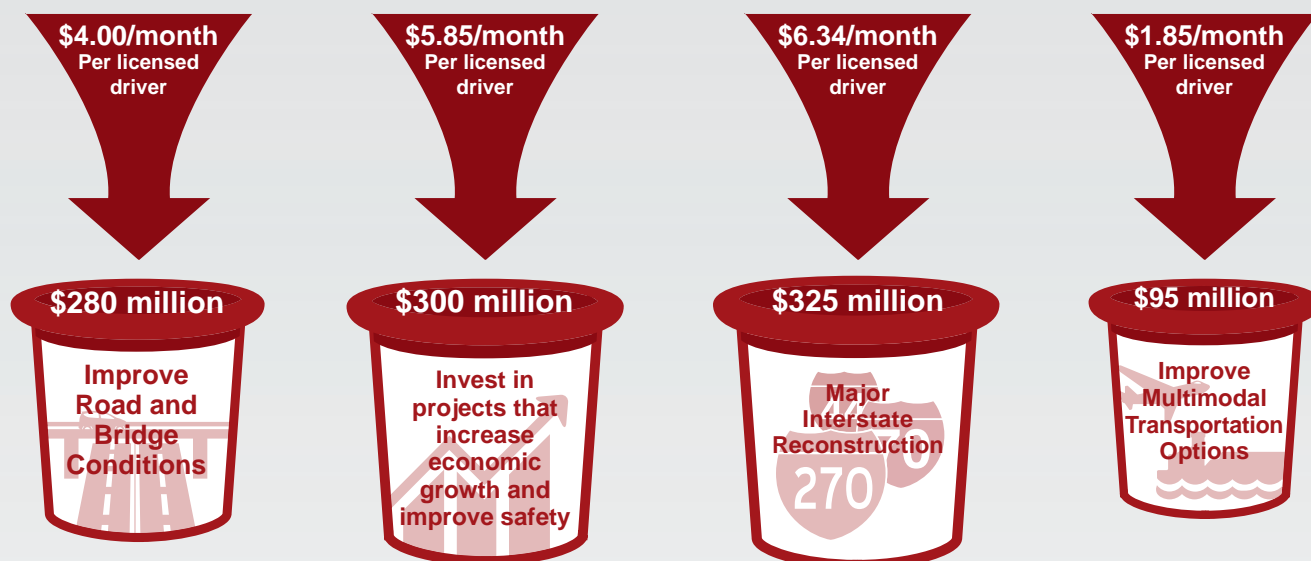 $4.00/month
Per licensed
driver
$5.85/month
Per licensed
driver
$6.34/month
Per licensed
driver
$1.85/month
Per licensed
driver
$280 million
$300 million
$325 million
$95 million
Improve
Road and
Bridge
Conditions
Invest in
projects that
increase
economic
growth and
improve safety
44
70
270
Major
Interstate
Reconstruction
Improve
Multimodal
Transportation
Options